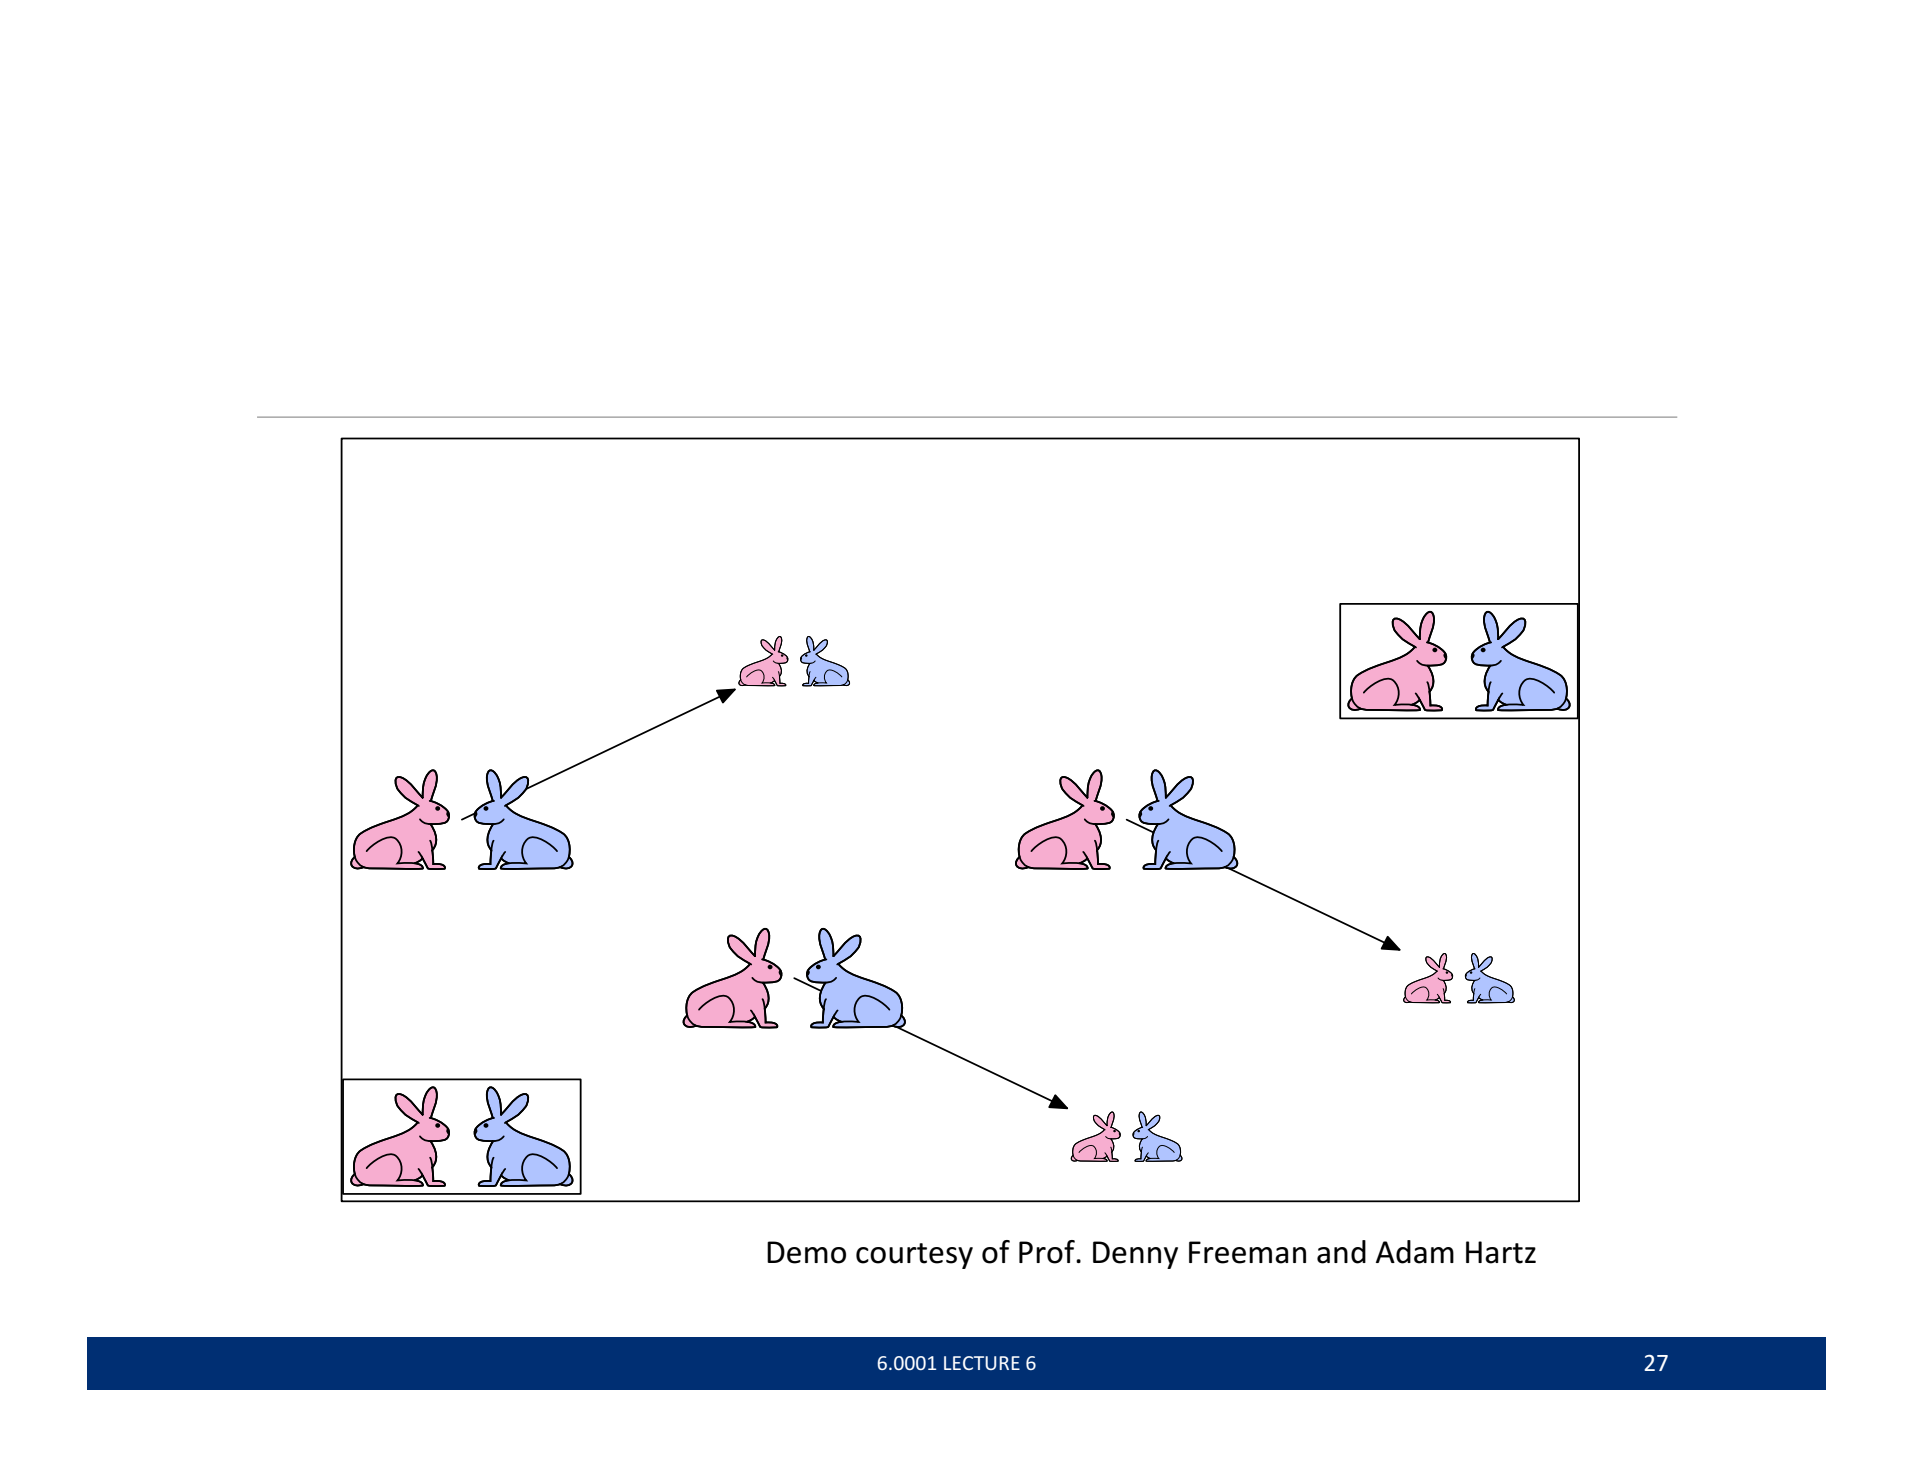 Demo courtesy of Prof. Denny Freeman and Adam Hartz
6.0001 LECTURE 6
27